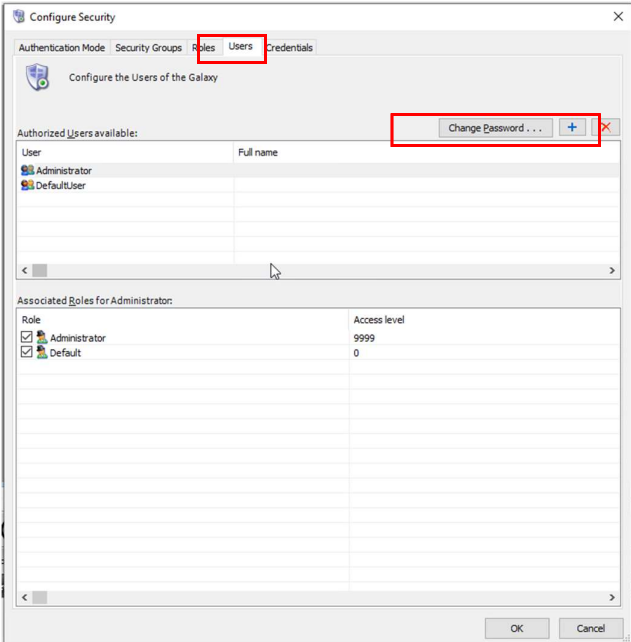 Configure Security
Authentication Mode Security Groups Roles Users Credentials
Configure the Users of the Galaxy
Change Password . . .
Authorized Users available:
User Full name
Administrator
DefaultUser
Associated Roles for Administrator:
Role Access level
Administrator 9999
Default 0
OK Cancel